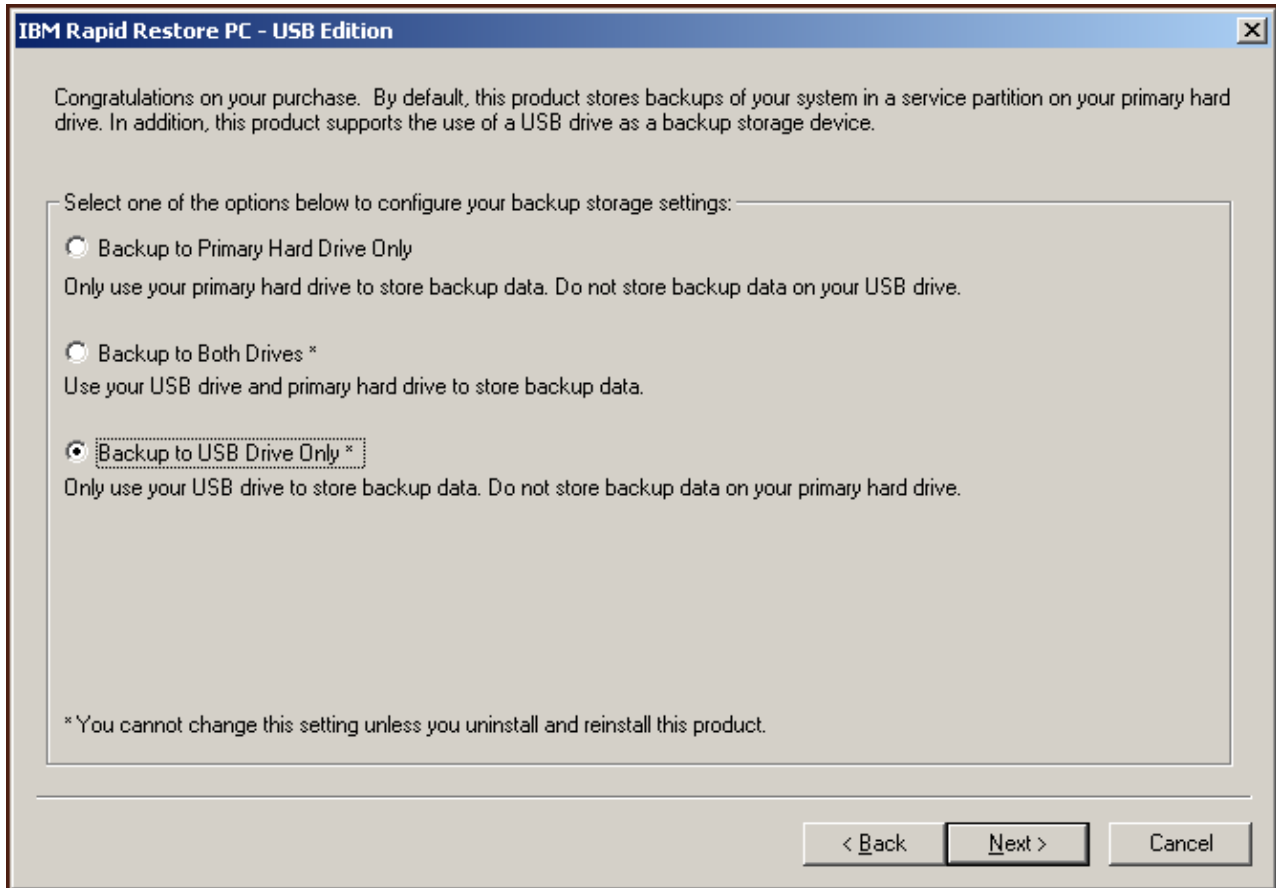 IBM Rapid Restore PC - USB Edition
Congratulations on your purchase. By default, this product stores backups of your system in a service partition on your primary hard
drive. In addition, this product supports the use of a USB drive as a backup storage device.
Select one of the options below to configure your backup storage settings:
Backup to Primary Hard Drive Only
Only use your primary hard drive to store backup data. Do not store backup data on your USB drive.
Backup to Both Drives *
Use your USB drive and primary hard drive to store backup data.
Backup to USB Drive Only *
Only use your USB drive to store backup data. Do not store backup data on your primary hard drive.
* You cannot change this setting unless you uninstall and reinstall this product.
< Back
Next >
Cancel